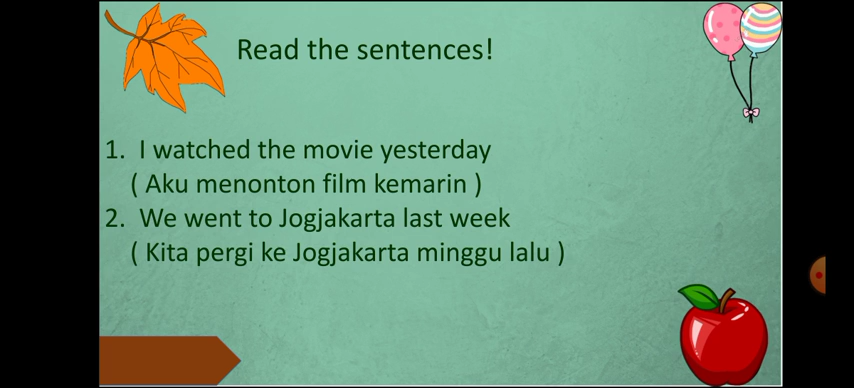 Read the sentences!
1. I watched the movie yesterday
( Aku menonton film kemarin )
2. We went to Jogjakarta last week
( Kita pergi ke Jogjakarta minggu lalu )